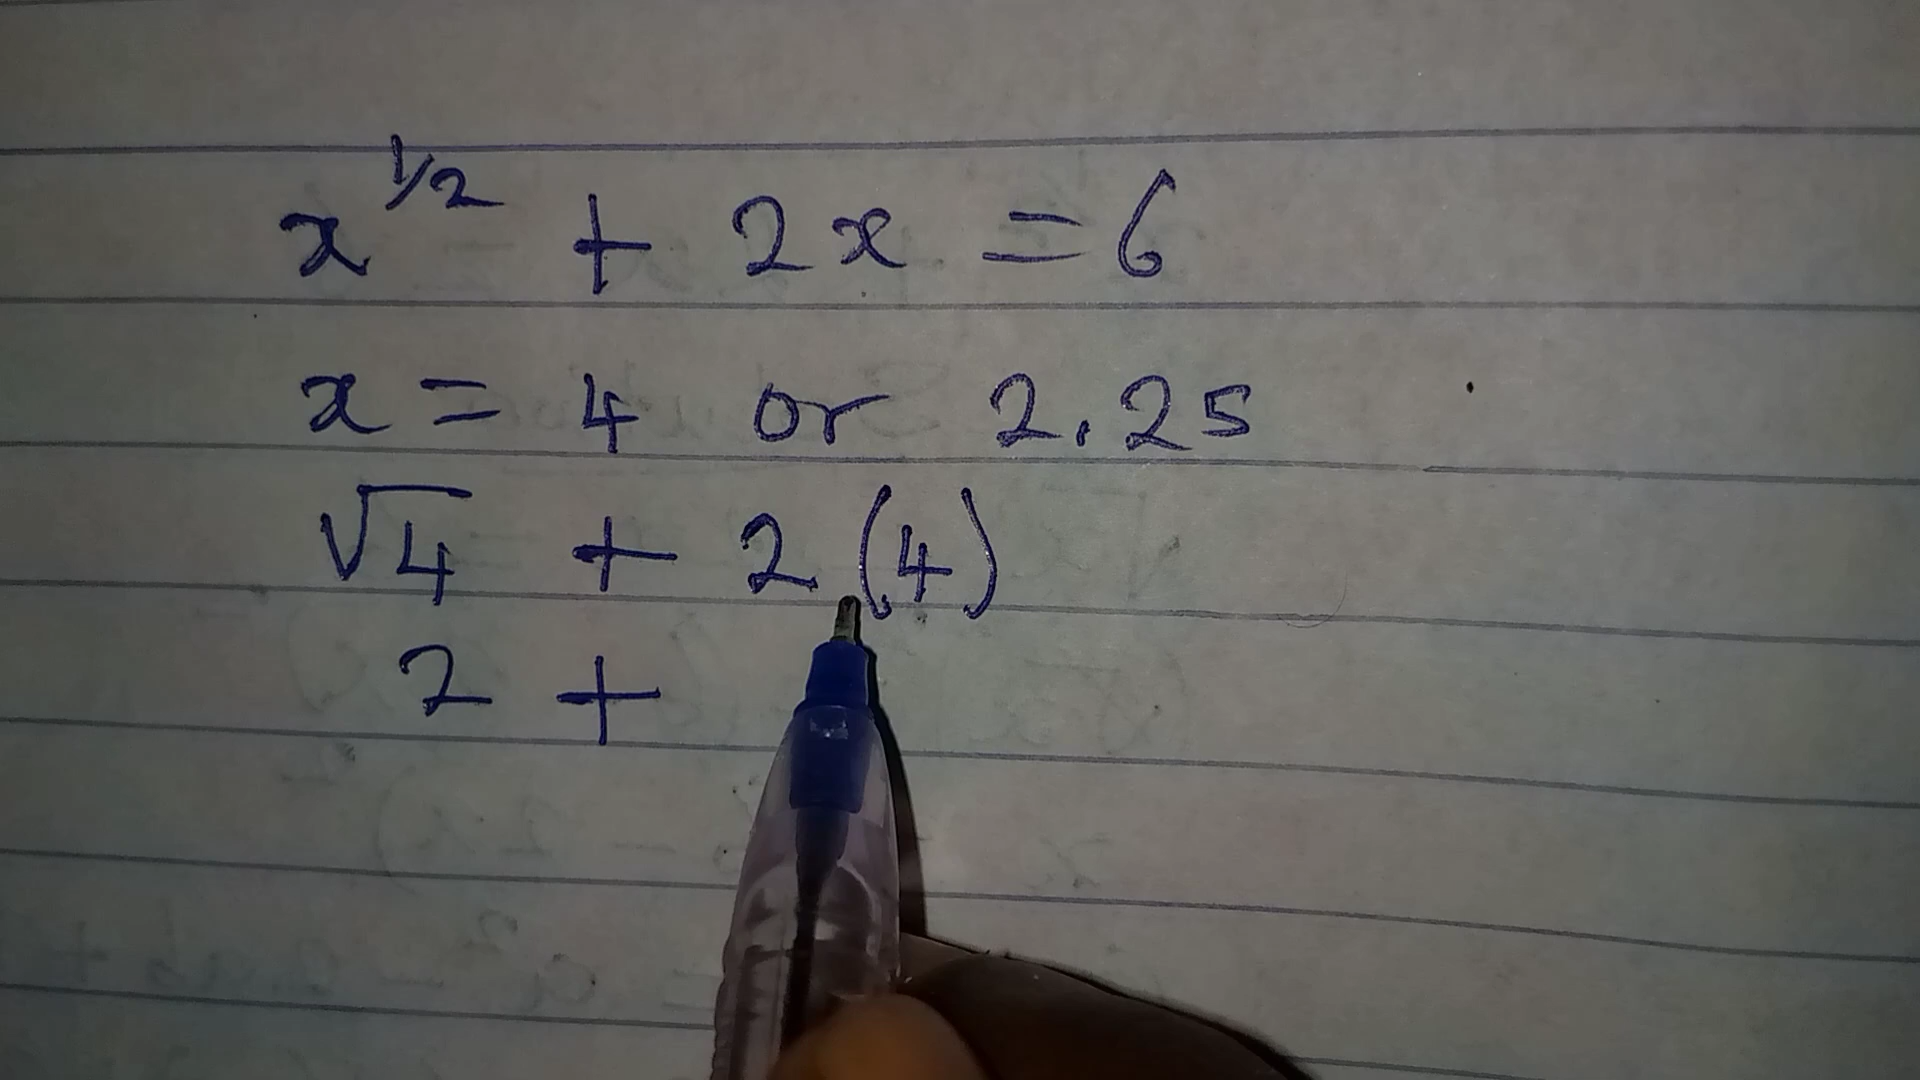 x^1/2 + 2x = 6
x = 4 or 2.25
√4 + 2(4)
2 +